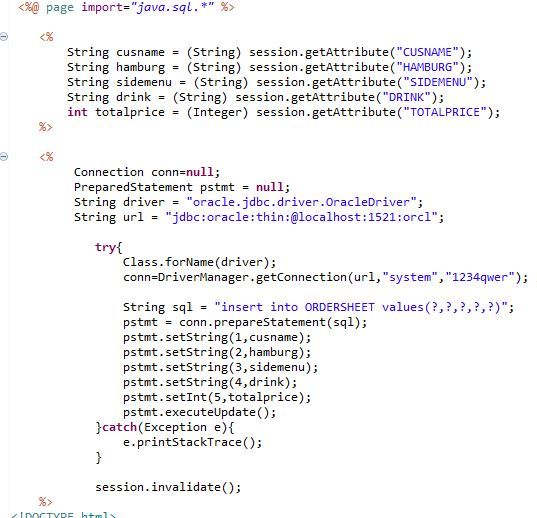 <%@ page import="java.sql.*" %>
<%
String cusname = (String) session.getAttribute("CUSNAME");
String hamburg = (String) session.getAttribute("HAMBURG");
String sidemenu = (String) session.getAttribute("SIDEMENU");
String drink = (String) session.getAttribute("DRINK");
int totalprice = (Integer) session.getAttribute("TOTALPRICE");
%>
<%
Connection conn=null;
PreparedStatement pstmt = null;
String driver = "oracle.jdbc.driver.OracleDriver";
String url = "jdbc:oracle:thin:@localhost:1521:orcl";
try{
Class.forName(driver);
conn=DriverManager.getConnection(url,"system","1234qwer");
String sql = "insert into ORDERSHEET values(?,?,?,?,?)";
pstmt = conn.prepareStatement(sql);
pstmt.setString(1,cusname);
pstmt.setString(2,hamburg);
pstmt.setString(3,sidemenu);
pstmt.setString(4,drink);
pstmt.setInt(5,totalprice);
pstmt.executeUpdate();
}catch(Exception e){
e.printStackTrace();
}
session.invalidate();
%>
<!DOCTYPE html>